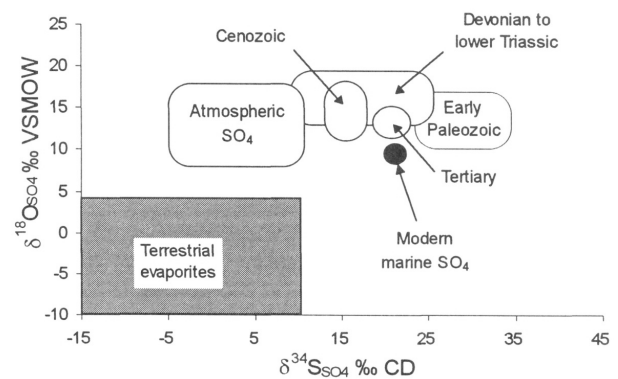 Devonian to
lower Triassic
Cenozoic
Atmospheric
SO4
Early
Paleozoic
Tertiary
Modern
marine SO4
Terrestrial
evaporites
δ18OSO4 ‰ VSMOW
25
20
15
10
5
0
-5
-10
-15
-5
5
15
25
35
45
δ34SSO4 ‰ CD